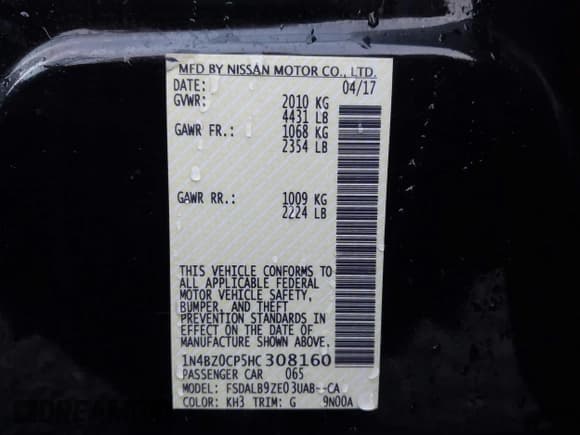 MFD BY NISSAN MOTOR CO., LTD.
DATE: 04/17
GVWR: 2010 KG
4431 LB
GAWR FR.: 1068 KG
2354 LB
GAWR RR.: 1009 KG
2224 LB
THIS VEHICLE CONFORMS TO
ALL APPLICABLE FEDERAL
MOTOR VEHICLE SAFETY,
BUMPER, AND THEFT
PREVENTION STANDARDS IN
EFFECT ON THE DATE OF
MANUFACTURE SHOWN ABOVE.
1N4BZ0CP5HC308160
PASSENGER CAR 065
MODEL: FSDALB9ZE03UAB--CA
COLOR: KH3 TRIM: G 9N00A